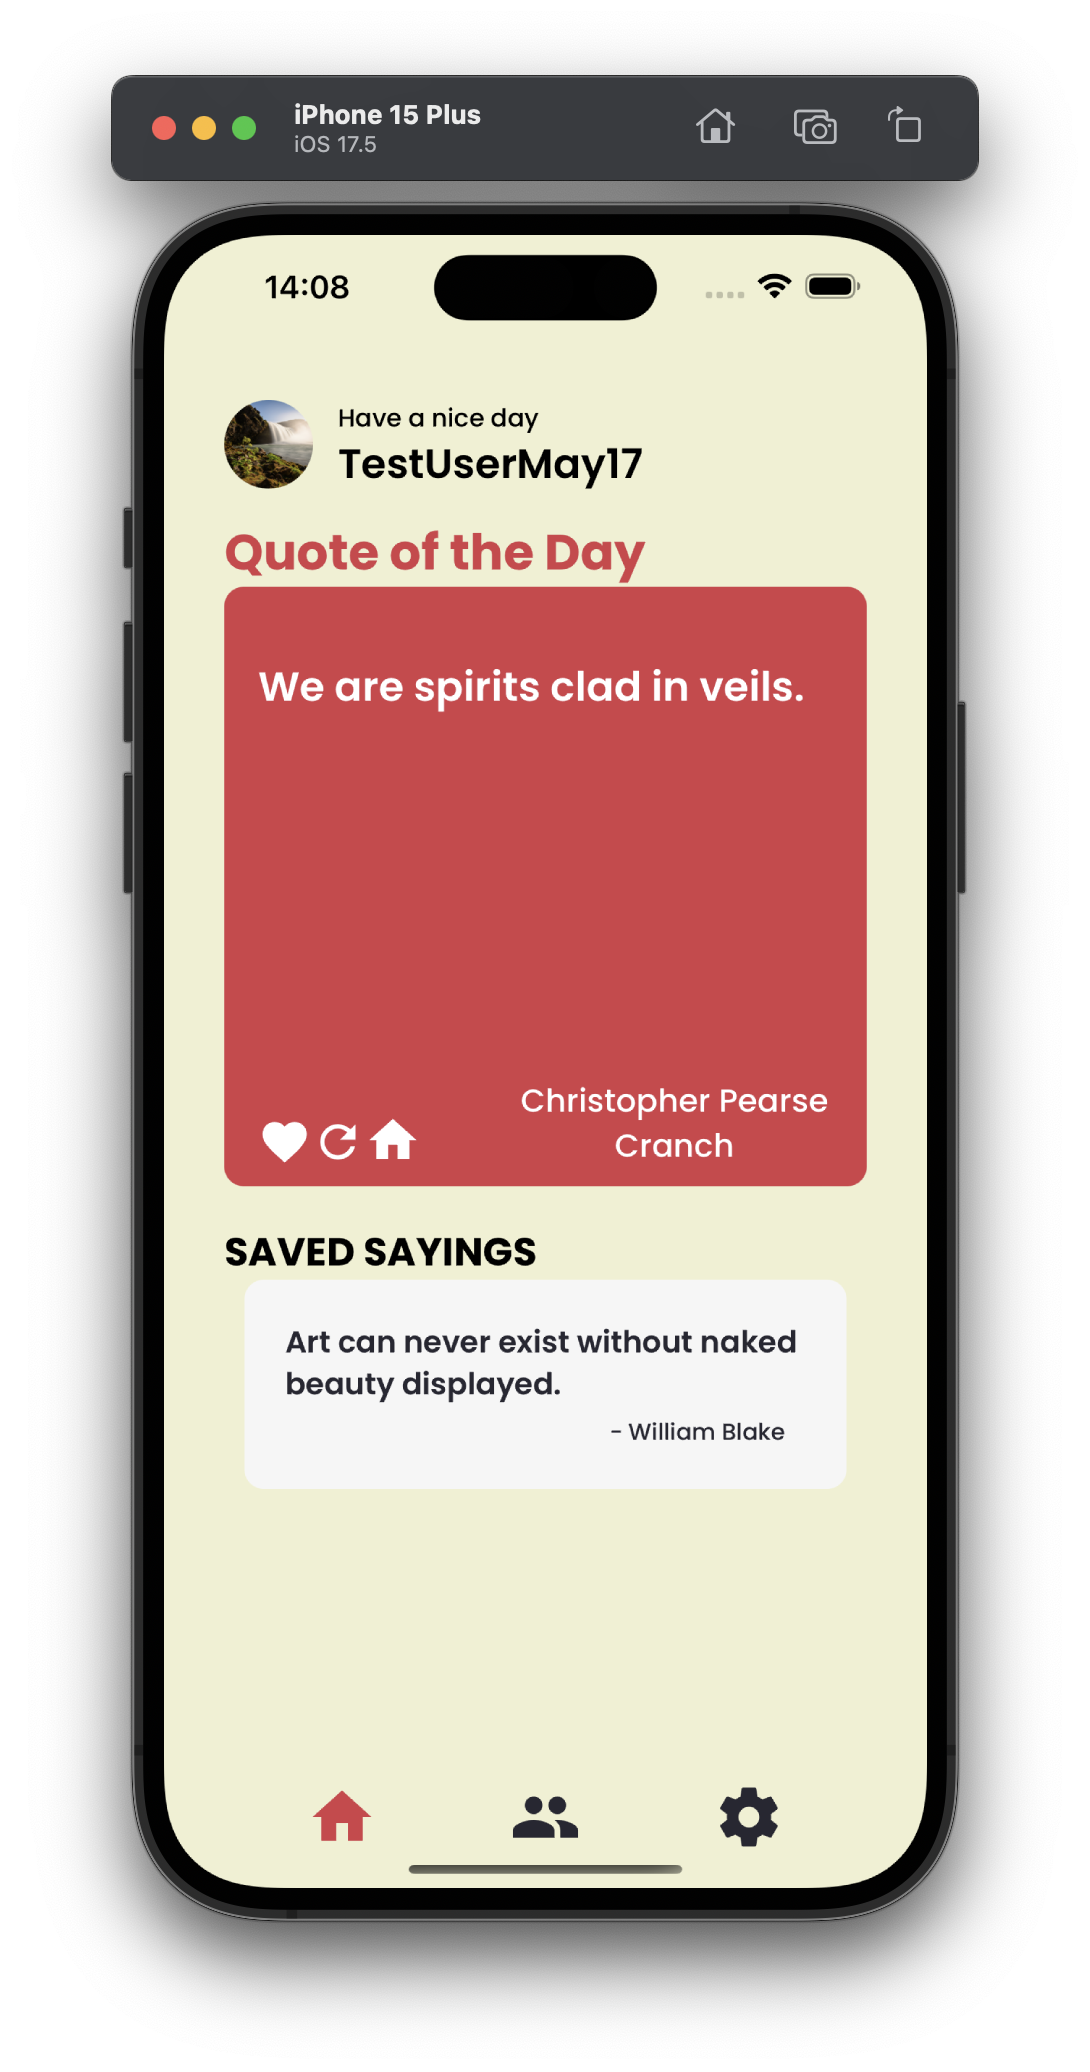 iPhone 15 Plus
iOS 17.5
14:08
Have a nice day
TestUserMay17
Quote of the Day
We are spirits clad in veils.
Christopher Pearse
Cranch
SAVED SAYINGS
Art can never exist without naked
beauty displayed.
- William Blake